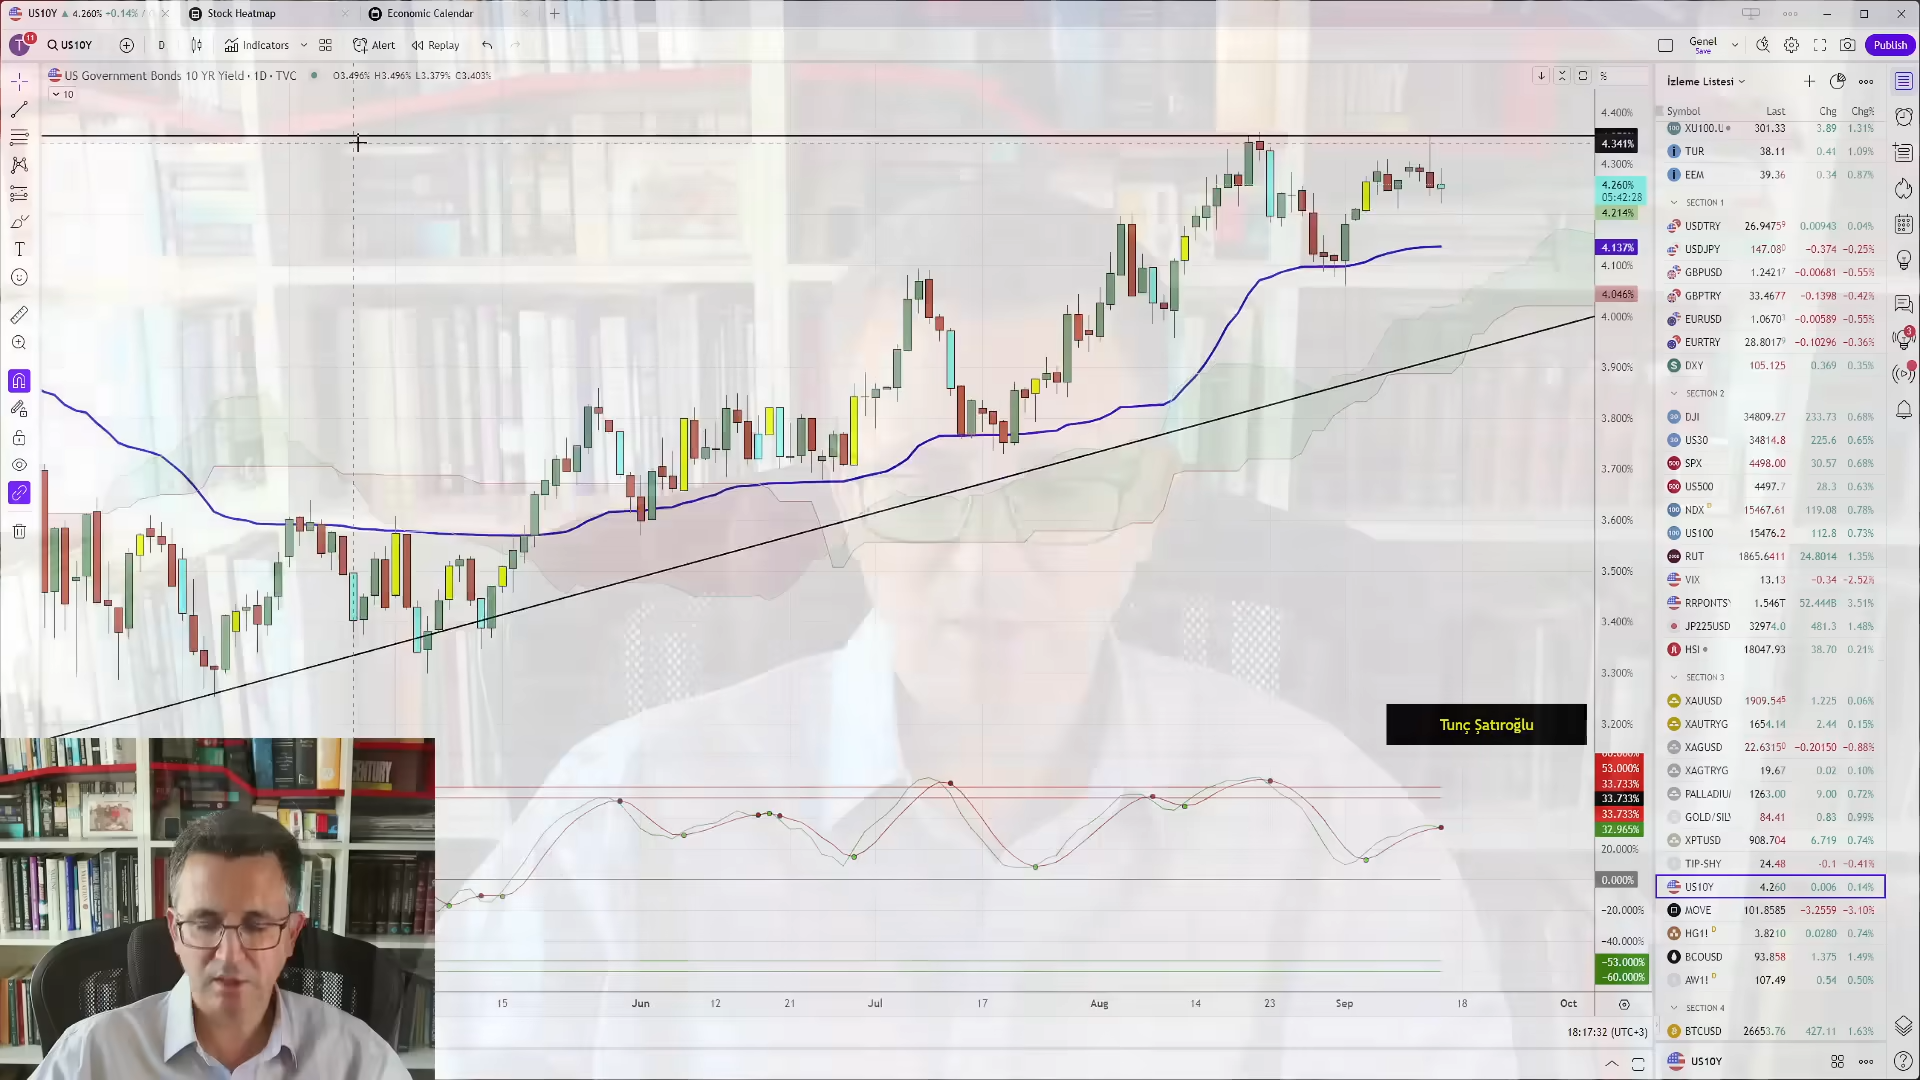 US10Y ▲ 4.260% +0.14%
Stock Heatmap
Economic Calendar
T 11 US10Y D Indicators Alert Replay Genel Save Publish
US Government Bonds 10 YR Yield · 1D · TVC O3.496% H3.496% L3.379% C3.403%
10
%
4.400%
4.341%
4.300%
4.260%
05:42:28
4.214%
4.137%
4.100%
4.046%
4.000%
3.900%
3.800%
3.700%
3.600%
3.500%
3.400%
3.300%
3.200%
Tunç Şatıroğlu
53.000%
33.733%
33.733%
33.733%
32.965%
20.000%
0.000%
−20.000%
−40.000%
−53.000%
−60.000%
15 Jun 12 21 Jul 17 Aug 14 23 Sep 18 Oct
18:17:32 (UTC+3)
İzleme Listesi
Symbol Last Chg Chg%
XU100.U 301.33 3.89 1.31%
TUR 38.11 0.41 1.09%
EEM 39.36 0.34 0.87%
SECTION 1
USDTRY 26.9475⁹ 0.00943 0.04%
USDJPY 147.08⁰ −0.374 −0.25%
GBPUSD 1.2421⁷ −0.00681 −0.55%
GBPTRY 33.4677 −0.1398 −0.42%
EURUSD 1.0670³ −0.00589 −0.55%
EURTRY 28.8017⁹ −0.10296 −0.36%
DXY 105.125 0.369 0.35%
SECTION 2
DJI 34809.27 233.73 0.68%
US30 34814.8 225.6 0.65%
SPX 4498.00 30.57 0.68%
US500 4497.7 28.3 0.63%
NDX D 15467.61 119.08 0.78%
US100 15476.2 112.8 0.73%
RUT 1865.6411 24.8014 1.35%
VIX 13.13 −0.34 −2.52%
RRPONTS 1.546T 52.444B 3.51%
JP225USD 32974.0 481.3 1.48%
HSI 18047.93 38.70 0.21%
SECTION 3
XAUUSD 1909.54⁵ 1.225 0.06%
XAUTRYG 1654.14 2.44 0.15%
XAGUSD 22.6315⁰ −0.20150 −0.88%
XAGTRYG 19.67 0.02 0.10%
PALLADIU 1263.00 9.00 0.72%
GOLD/SIL 84.41 0.83 0.99%
XPTUSD 908.704 6.719 0.74%
TIP-SHY 24.48 −0.1 −0.41%
US10Y 4.260 0.006 0.14%
MOVE 101.8585 −3.2559 −3.10%
HG1! D 3.8210 0.0280 0.74%
BCOUSD 93.858 1.375 1.49%
AW1! D 107.49 0.54 0.50%
SECTION 4
BTCUSD 26653.76 427.11 1.63%
US10Y
3
CENTURY